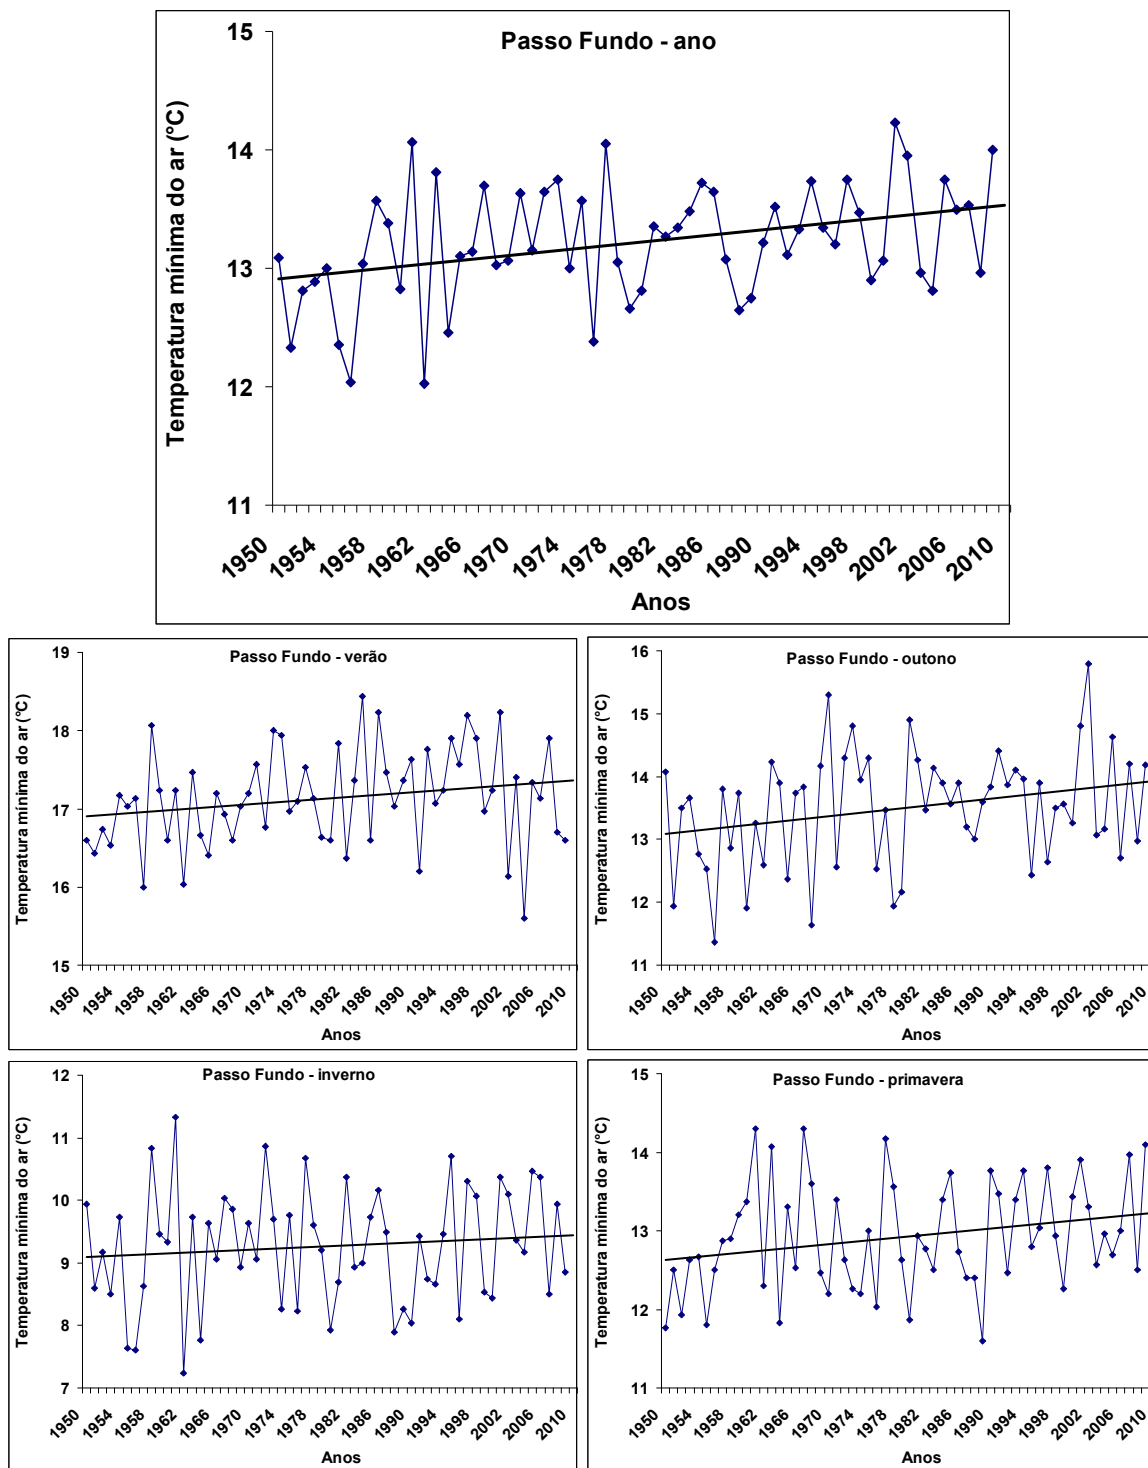 Passo Fundo - ano
Temperatura mínima do ar (°C)
15
14
13
12
11
1950 1954 1958 1962 1966 1970 1974 1978 1982 1986 1990 1994 1998 2002 2006 2010
Anos
Passo Fundo - verão
Temperatura mínima do ar (°C)
19
18
17
16
15
1950 1954 1958 1962 1966 1970 1974 1978 1982 1986 1990 1994 1998 2002 2006 2010
Anos
Passo Fundo - outono
Temperatura mínima do ar (°C)
16
15
14
13
12
11
1950 1954 1958 1962 1966 1970 1974 1978 1982 1986 1990 1994 1998 2002 2006 2010
Anos
Passo Fundo - inverno
Temperatura mínima do ar (°C)
12
11
10
9
8
7
1950 1954 1958 1962 1966 1970 1974 1978 1982 1986 1990 1994 1998 2002 2006 2010
Anos
Passo Fundo - primavera
Temperatura mínima do ar (°C)
15
14
13
12
11
1950 1954 1958 1962 1966 1970 1974 1978 1982 1986 1990 1994 1998 2002 2006 2010
Anos